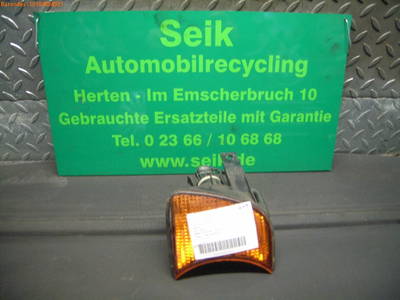 Seik
Automobilrecycling
Herten - Im Emscherbruch 10
Gebrauchte Ersatzteile mit Garantie
Tel. 0 23 66 / 10 68 68
www.seik.de